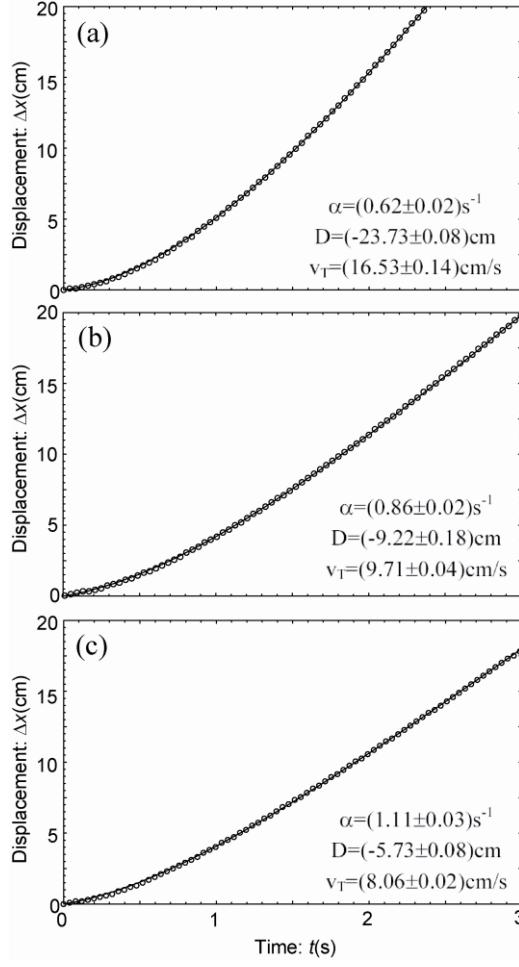 20
(a)
15
Displacement: Δx(cm)
10
5
α=(0.62±0.02)s⁻¹
D=(-23.73±0.08)cm
v_T=(16.53±0.14)cm/s
0
20
(b)
15
Displacement: Δx(cm)
10
5
α=(0.86±0.02)s⁻¹
D=(-9.22±0.18)cm
v_T=(9.71±0.04)cm/s
0
20
(c)
15
Displacement: Δx(cm)
10
5
α=(1.11±0.03)s⁻¹
D=(-5.73±0.08)cm
v_T=(8.06±0.02)cm/s
0
0 1 2 3
Time: t(s)